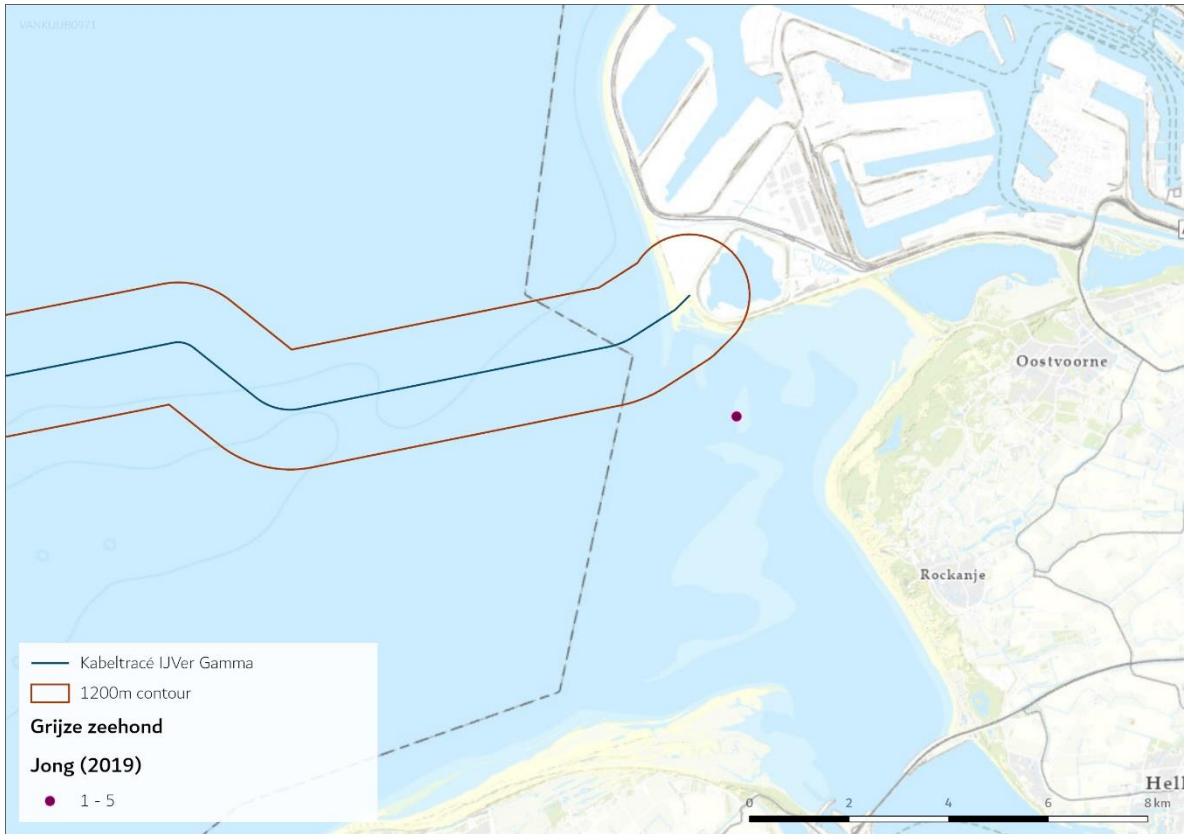 VANKUIJB0971
Oostvoorne
Rockanje
Hell
Kabeltracé IJVer Gamma
1200m contour
Grijze zeehond
Jong (2019)
1 - 5
0 2 4 6 8 km